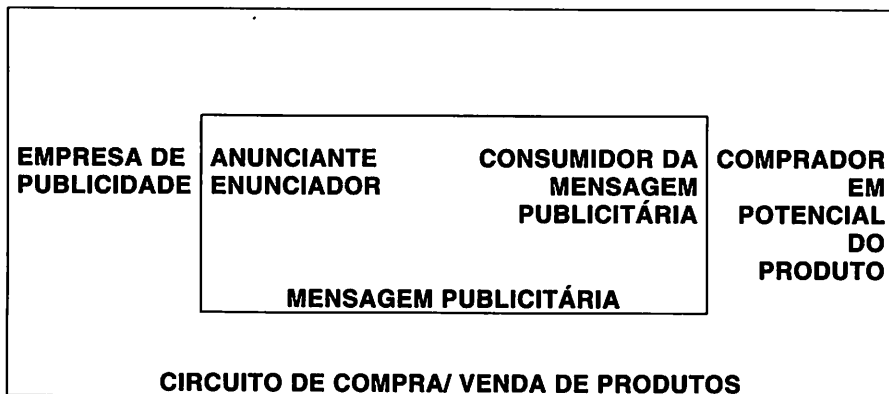 EMPRESA DE
PUBLICIDADE
ANUNCIANTE
ENUNCIADOR
CONSUMIDOR DA
MENSAGEM
PUBLICITÁRIA
COMPRADOR
EM
POTENCIAL
DO
PRODUTO
MENSAGEM PUBLICITÁRIA
CIRCUITO DE COMPRA/ VENDA DE PRODUTOS